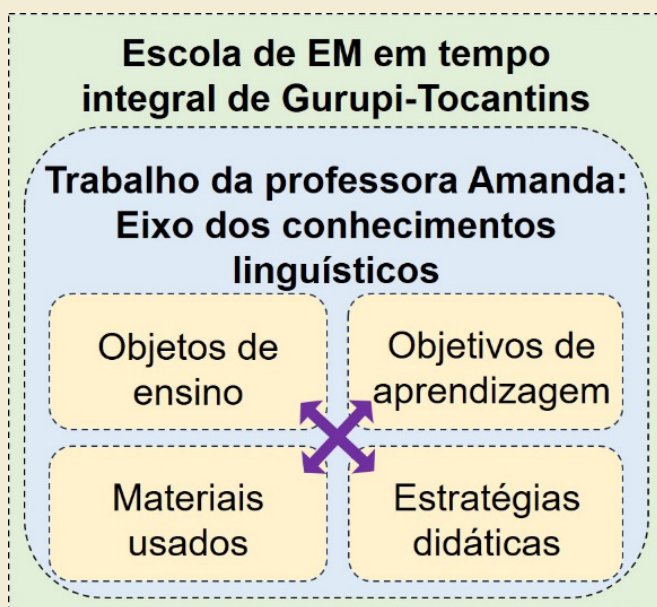 Escola de EM em tempo
integral de Gurupi-Tocantins
Trabalho da professora Amanda:
Eixo dos conhecimentos
linguísticos
Objetos de
ensino
Objetivos de
aprendizagem
Materiais
usados
Estratégias
didáticas